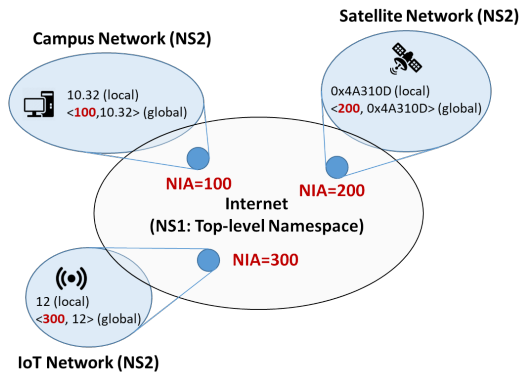 Satellite Network (NS2)
Campus Network (NS2)
10.32 (local)
<100,10.32> (global)
0x4A310D (local)
<200, 0x4A310D> (global)
NIA=100
NIA=200
Internet
(NS1: Top-level Namespace)
NIA=300
12 (local)
<300, 12> (global)
IoT Network (NS2)